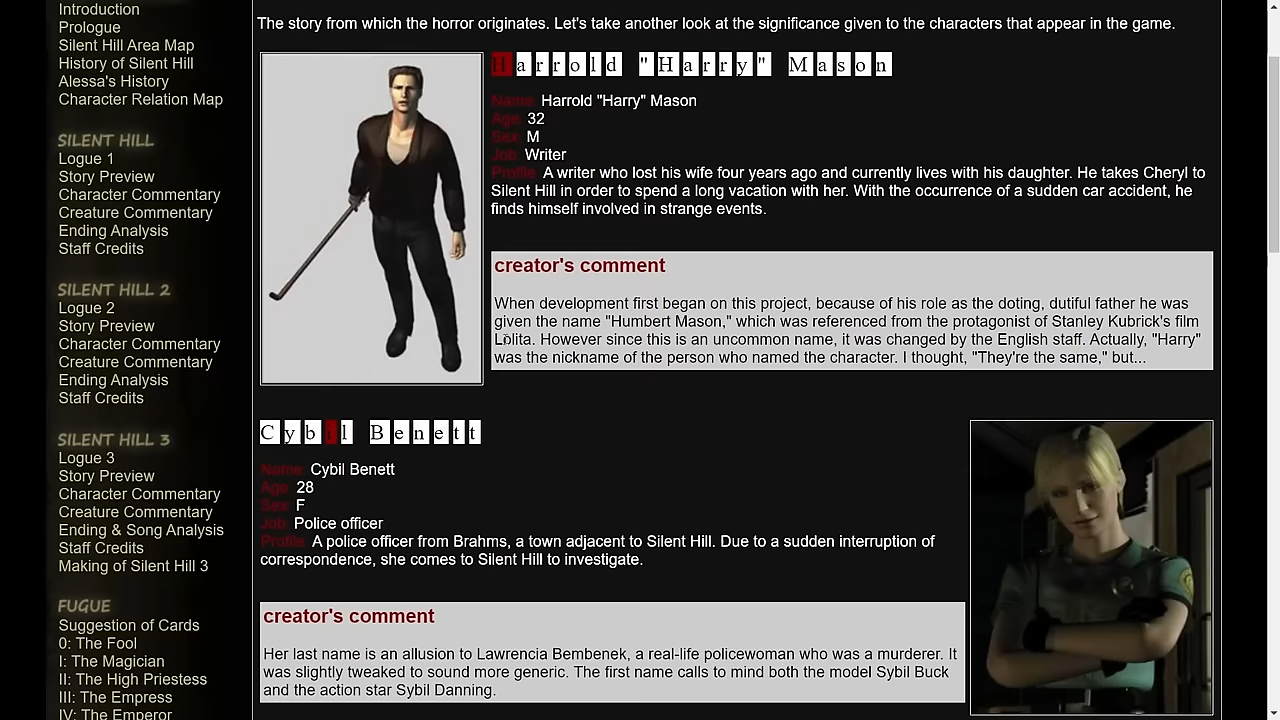 Introduction
Prologue
Silent Hill Area Map
History of Silent Hill
Alessa's History
Character Relation Map
SILENT HILL
Logue 1
Story Preview
Character Commentary
Creature Commentary
Ending Analysis
Staff Credits
SILENT HILL 2
Logue 2
Story Preview
Character Commentary
Creature Commentary
Ending Analysis
Staff Credits
SILENT HILL 3
Logue 3
Story Preview
Character Commentary
Creature Commentary
Ending & Song Analysis
Staff Credits
Making of Silent Hill 3
FUGUE
Suggestion of Cards
0: The Fool
I: The Magician
II: The High Priestess
III: The Empress
IV: The Emperor
The story from which the horror originates. Let's take another look at the significance given to the characters that appear in the game.
Harrold "Harry" Mason
Name: Harrold "Harry" Mason
Age: 32
Sex: M
Job: Writer
Profile: A writer who lost his wife four years ago and currently lives with his daughter. He takes Cheryl to
Silent Hill in order to spend a long vacation with her. With the occurrence of a sudden car accident, he
finds himself involved in strange events.
creator's comment
When development first began on this project, because of his role as the doting, dutiful father he was
given the name "Humbert Mason," which was referenced from the protagonist of Stanley Kubrick's film
Lolita. However since this is an uncommon name, it was changed by the English staff. Actually, "Harry"
was the nickname of the person who named the character. I thought, "They're the same," but...
Cybil Benett
Name: Cybil Benett
Age: 28
Sex: F
Job: Police officer
Profile: A police officer from Brahms, a town adjacent to Silent Hill. Due to a sudden interruption of
correspondence, she comes to Silent Hill to investigate.
creator's comment
Her last name is an allusion to Lawrencia Bembenek, a real-life policewoman who was a murderer. It
was slightly tweaked to sound more generic. The first name calls to mind both the model Sybil Buck
and the action star Sybil Danning.